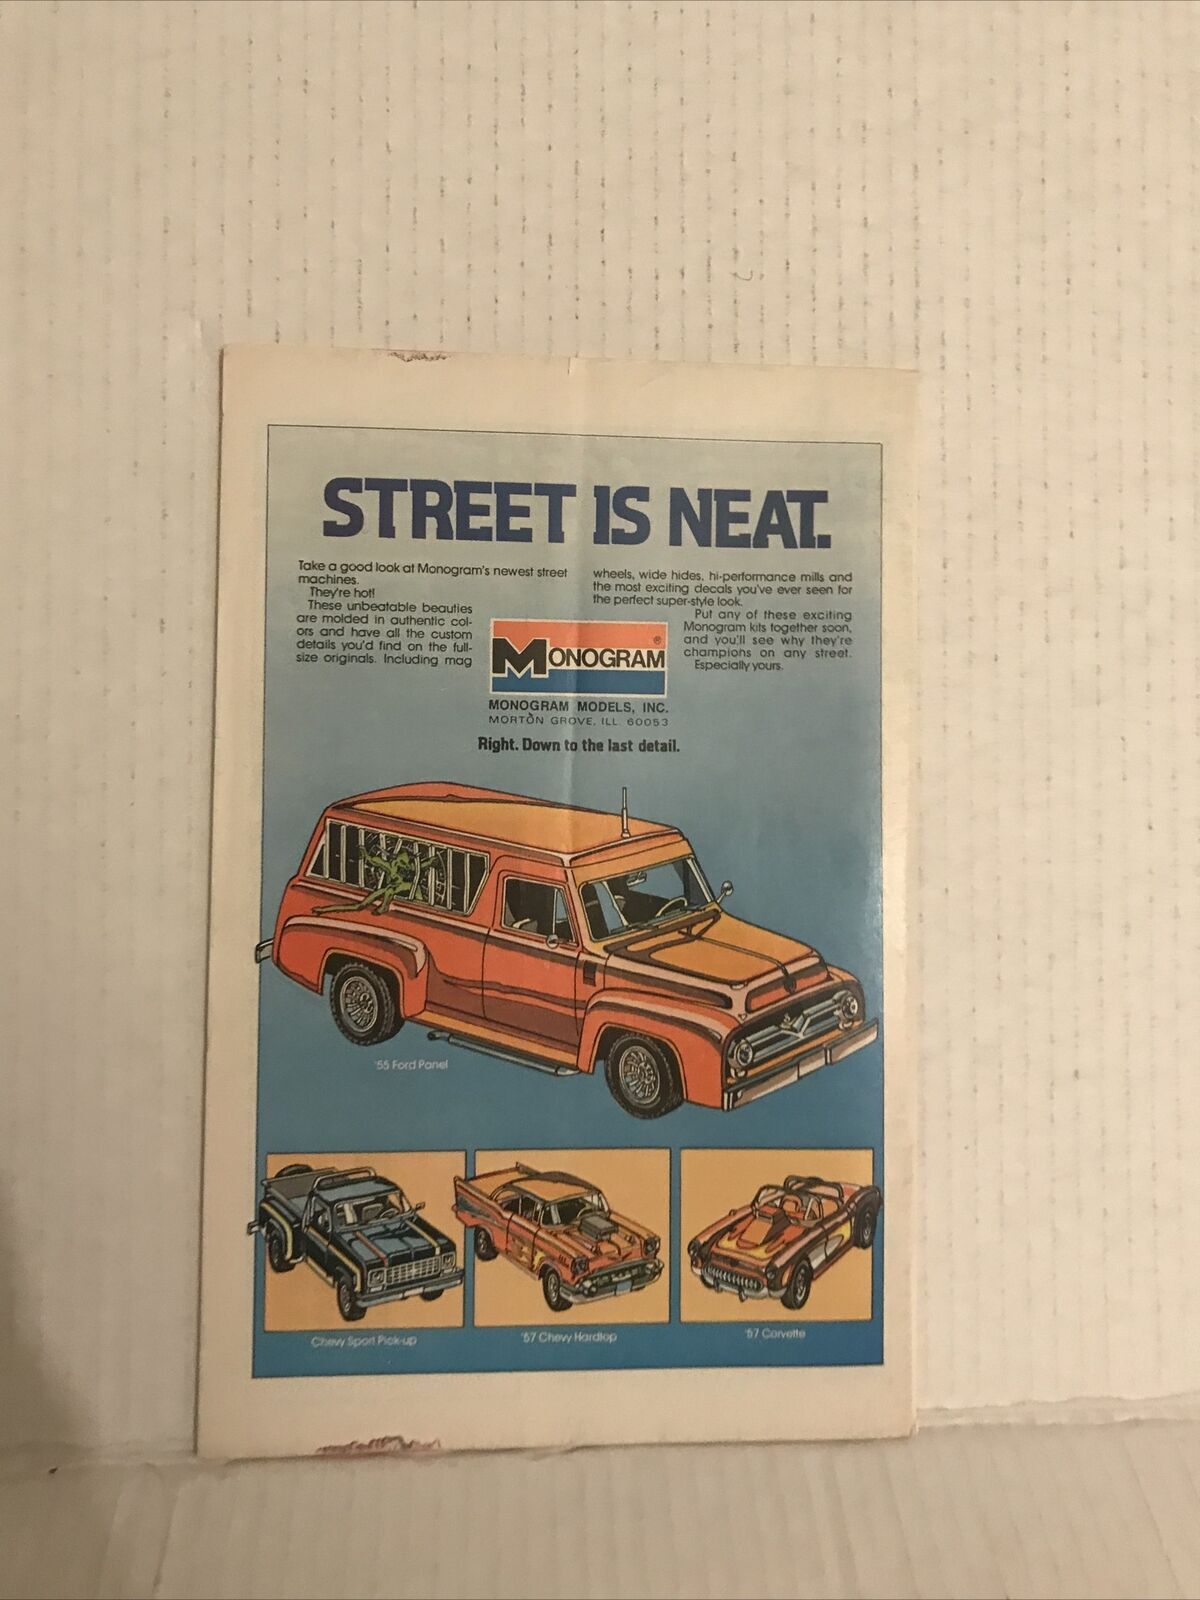 STREET IS NEAT.
Take a good look at Monogram's newest street
machines.
They're hot!
These unbeatable beauties
are molded in authentic col-
ors and have all the custom
details you'd find on the full-
size originals. Including mag
wheels, wide hides, hi-performance mills and
the most exciting decals you've ever seen for
the perfect super-style look.
Put any of these exciting
Monogram kits together soon,
and you'll see why they're
champions on any street.
Especially yours.
MONOGRAM®
MONOGRAM MODELS, INC.
MORTON GROVE, ILL. 60053
Right. Down to the last detail.
'55 Ford Panel
Chevy Sport Pick-up
'57 Chevy Hardtop
'57 Corvette